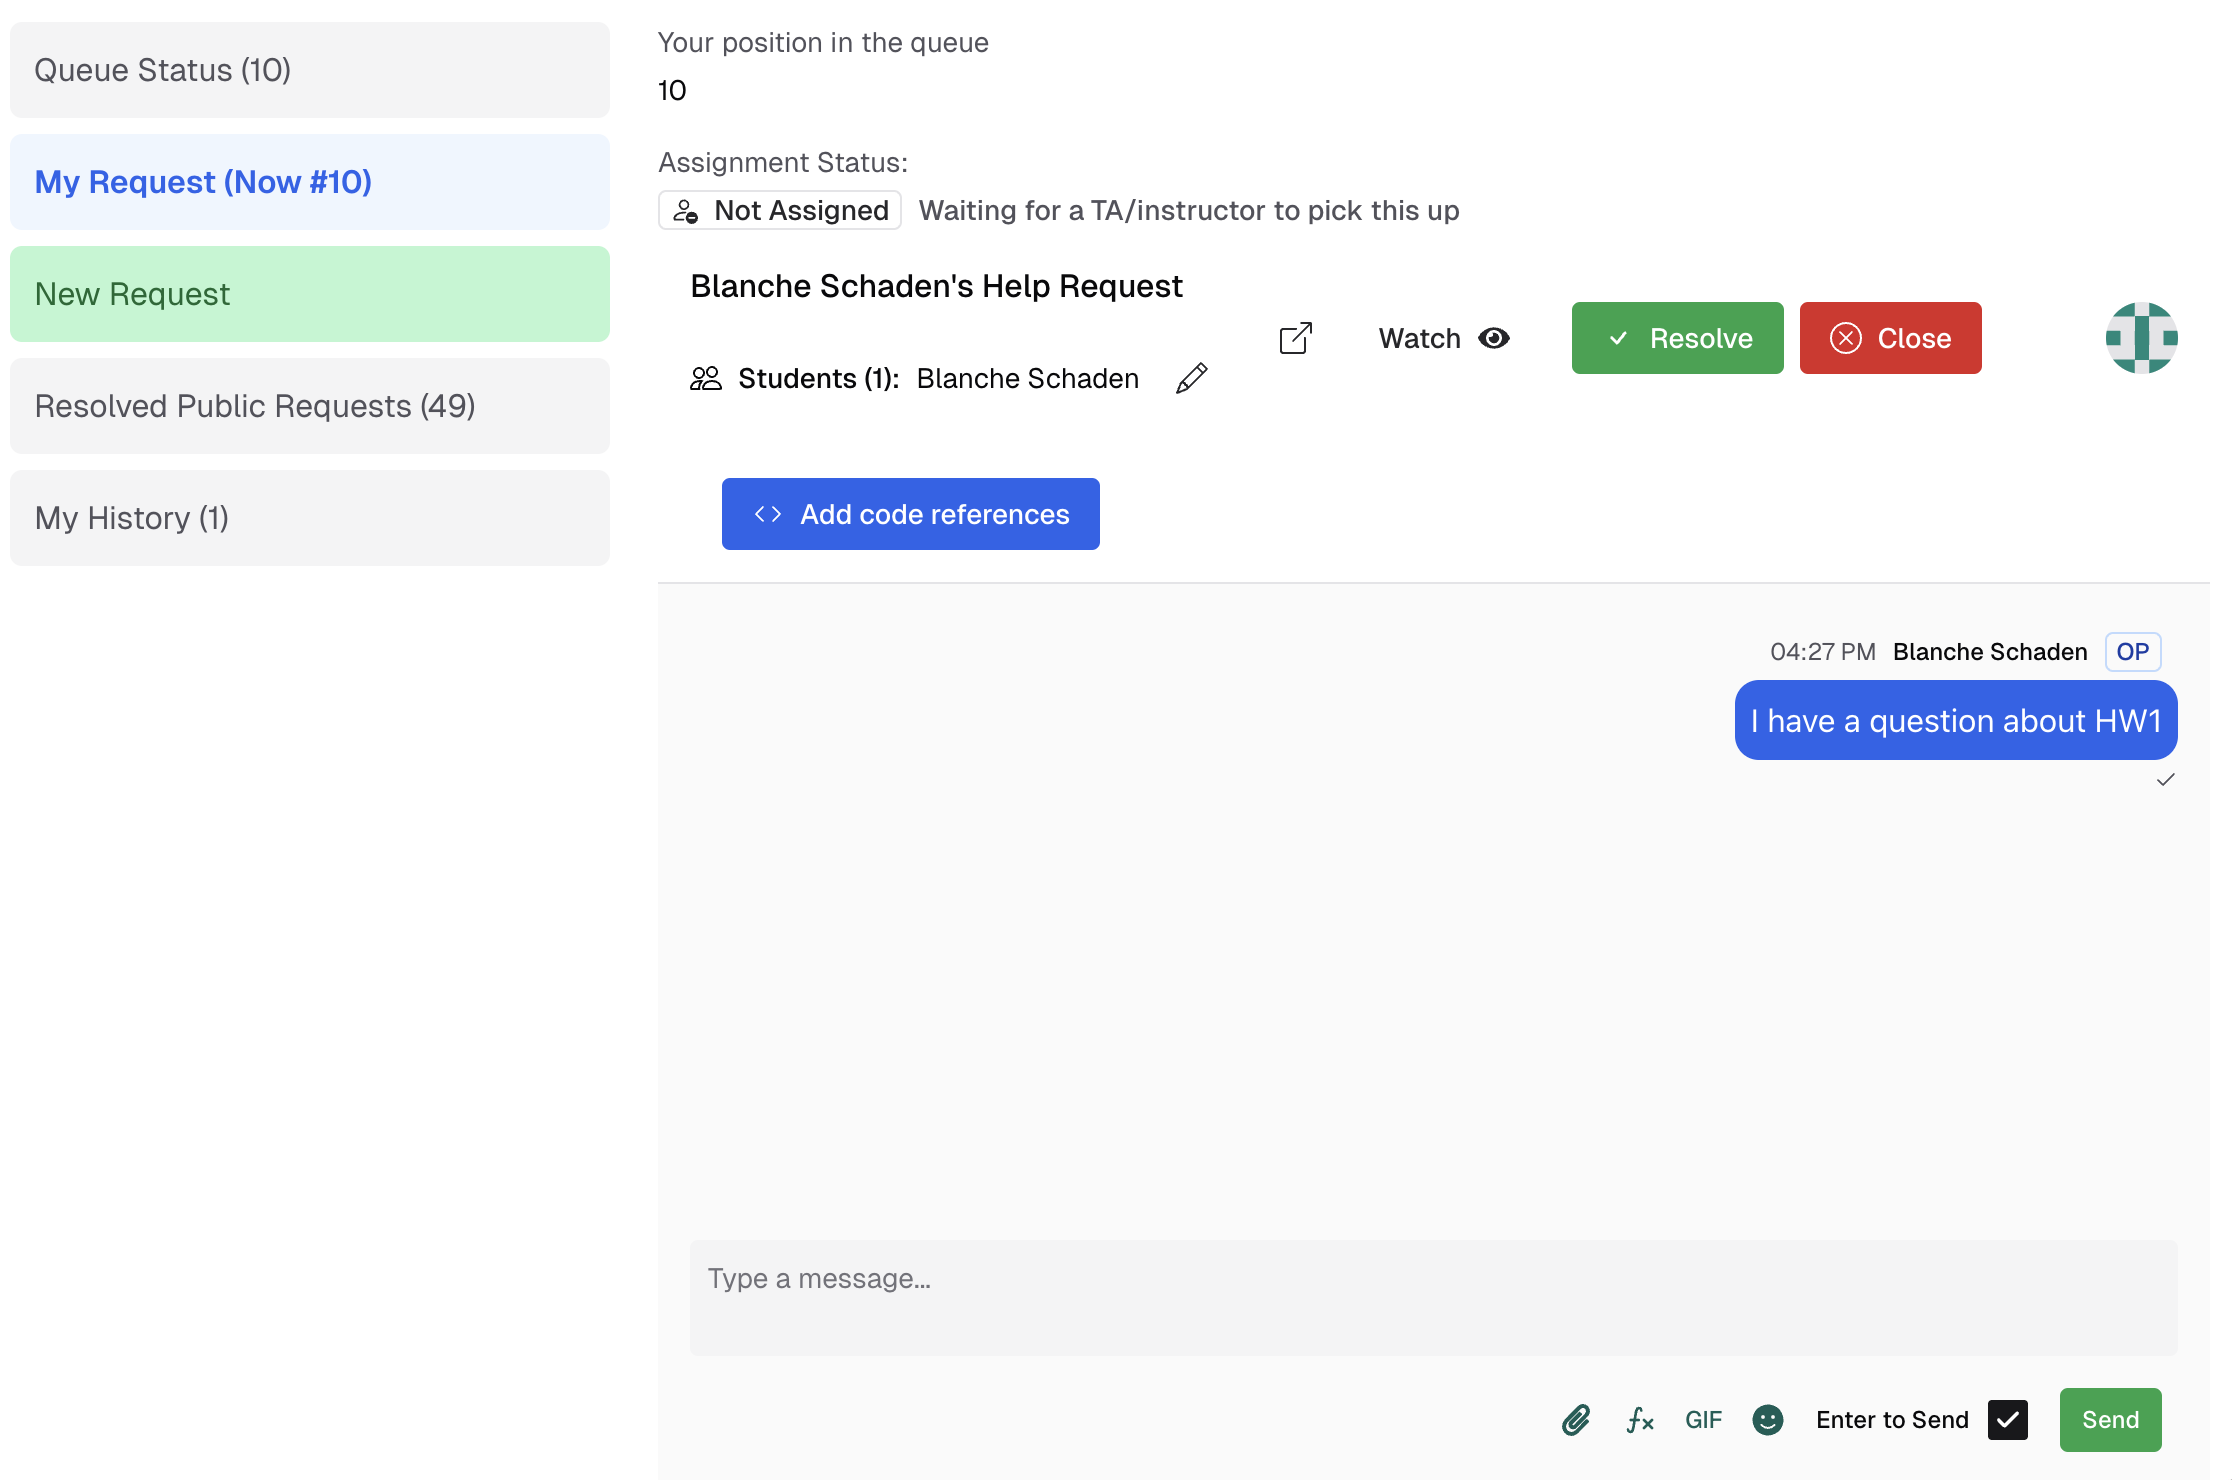 Queue Status (10)
My Request (Now #10)
New Request
Resolved Public Requests (49)
My History (1)
Your position in the queue
10
Assignment Status:
Not Assigned Waiting for a TA/instructor to pick this up
Blanche Schaden's Help Request
Students (1): Blanche Schaden
Watch
Resolve
Close
Add code references
04:27 PM Blanche Schaden OP
I have a question about HW1
Type a message...
fx GIF Enter to Send Send